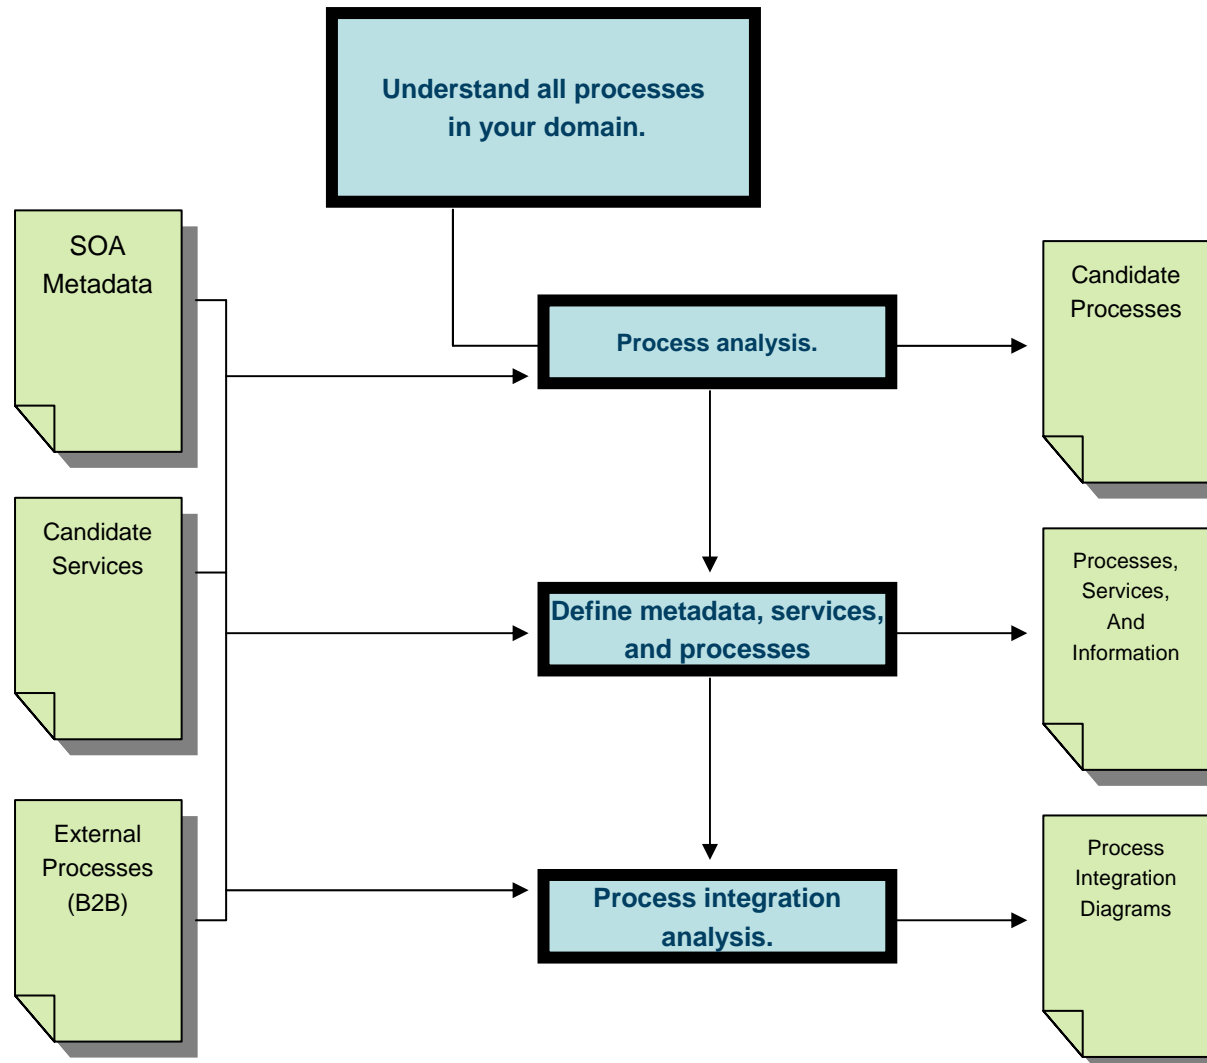 Understand all processes
in your domain.
SOA
Metadata
Candidate
Processes
Process analysis.
Candidate
Services
Processes,
Services,
And
Information
Define metadata, services,
and processes
External
Processes
(B2B)
Process
Integration
Diagrams
Process integration
analysis.